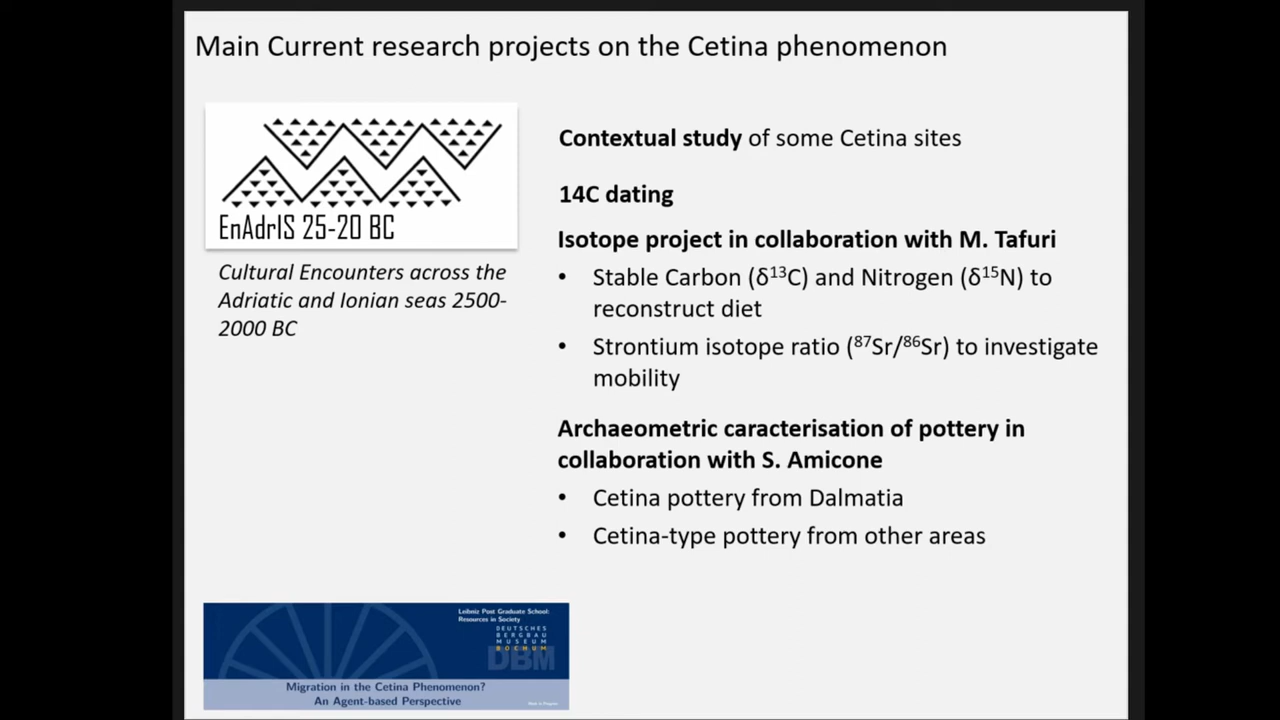 Main Current research projects on the Cetina phenomenon
EnAdrIS 25-20 BC
Cultural Encounters across the
Adriatic and Ionian seas 2500-
2000 BC
Contextual study of some Cetina sites
14C dating
Isotope project in collaboration with M. Tafuri
• Stable Carbon (δ¹³C) and Nitrogen (δ¹⁵N) to
reconstruct diet
• Strontium isotope ratio (⁸⁷Sr/⁸⁶Sr) to investigate
mobility
Archaeometric caracterisation of pottery in
collaboration with S. Amicone
• Cetina pottery from Dalmatia
• Cetina-type pottery from other areas
Leibniz Post Graduate School:
Resources in Society
DEUTSCHES
BERGBAU
MUSEUM
BOCHUM
DBM
Migration in the Cetina Phenomenon?
An Agent-based Perspective